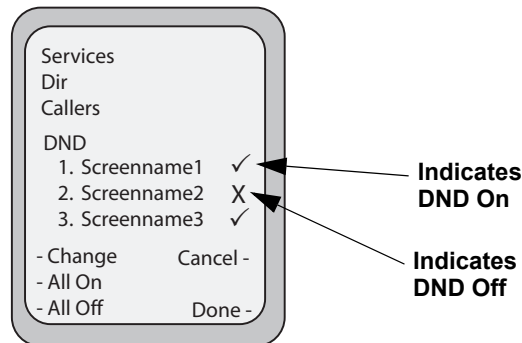 Services
Dir
Callers
DND
1. Screenname1 ✓
2. Screenname2 X
3. Screenname3 ✓
- Change Cancel -
- All On
- All Off Done -
Indicates
DND On
Indicates
DND Off